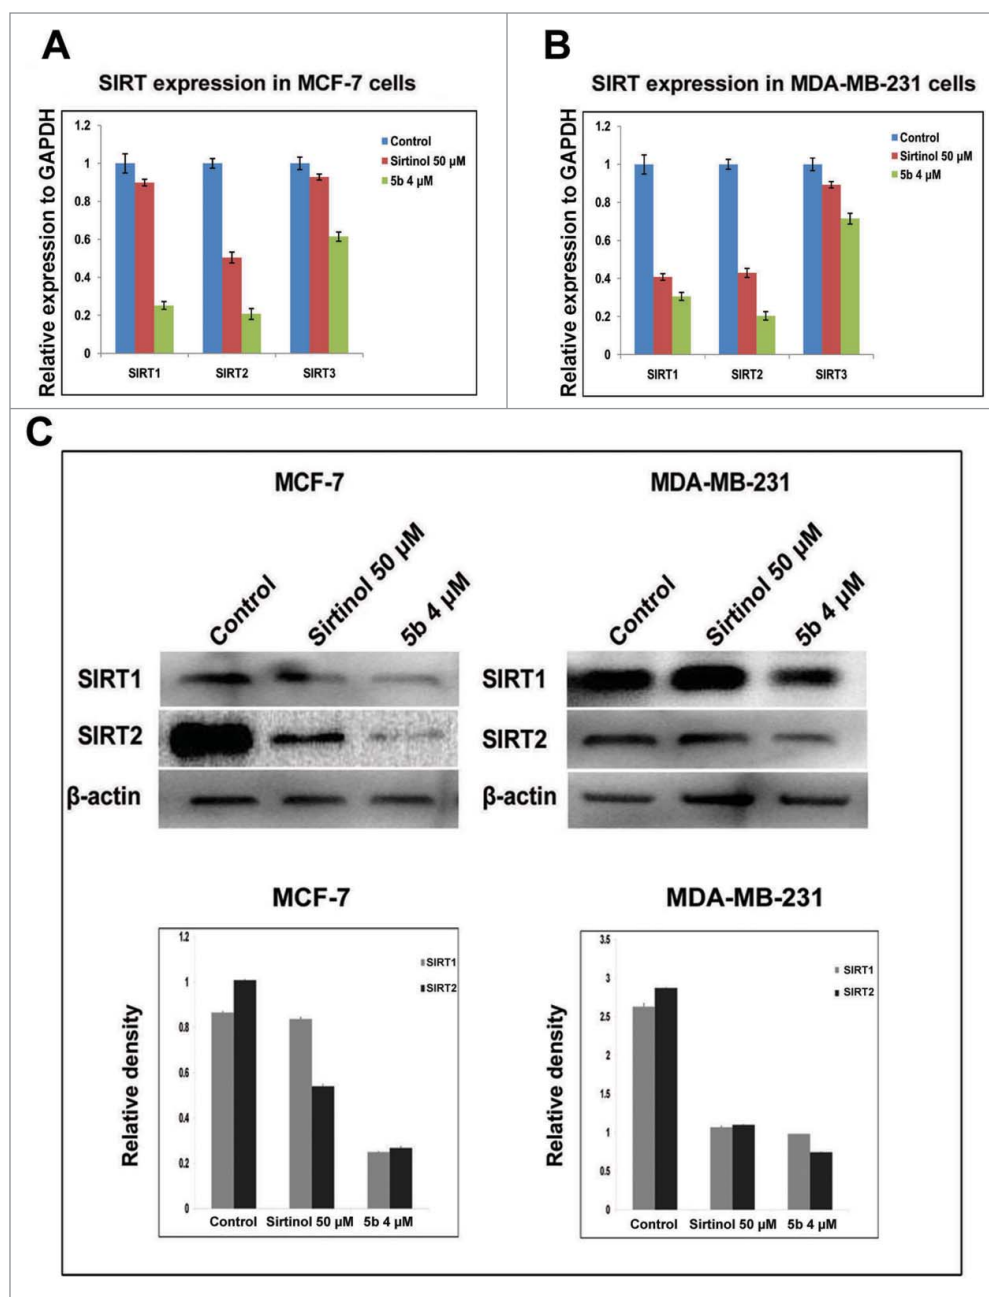 A
SIRT expression in MCF-7 cells
Relative expression to GAPDH
1.2
1
0.8
0.6
0.4
0.2
0
SIRT1 SIRT2 SIRT3
Control
Sirtinol 50 µM
5b 4 µM
B
SIRT expression in MDA-MB-231 cells
Relative expression to GAPDH
1.2
1
0.8
0.6
0.4
0.2
0
SIRT1 SIRT2 SIRT3
Control
Sirtinol 50 µM
5b 4 µM
C
MCF-7
Control
Sirtinol 50 µM
5b 4 µM
SIRT1
SIRT2
β-actin
MDA-MB-231
Control
Sirtinol 50 µM
5b 4 µM
SIRT1
SIRT2
β-actin
MCF-7
Relative density
1.2
1
0.8
0.6
0.4
0.2
0
Control Sirtinol 50 µM 5b 4 µM
SIRT1
SIRT2
MDA-MB-231
Relative density
3.5
3
2.5
2
1.5
1
0.5
0
Control Sirtinol 50 µM 5b 4 µM
SIRT1
SIRT2